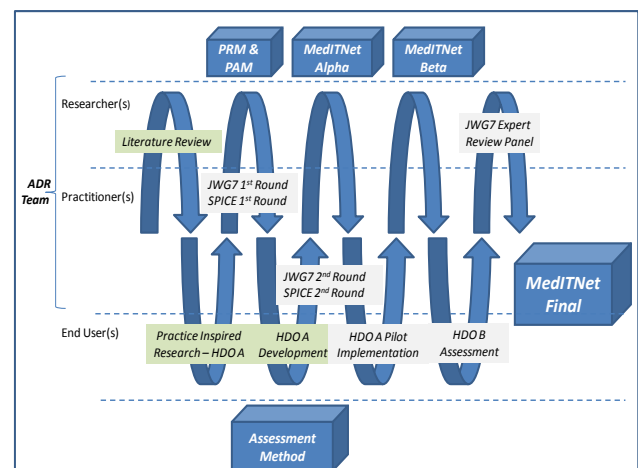 PRM &
PAM
MedITNet
Alpha
MedITNet
Beta
Researcher(s)
Literature Review
JWG7 Expert
Review Panel
ADR
Team
Practitioner(s)
JWG7 1st Round
SPICE 1st Round
JWG7 2nd Round
SPICE 2nd Round
MedITNet
Final
End User(s)
Practice Inspired
Research – HDO A
HDO A
Development
HDO A Pilot
Implementation
HDO B
Assessment
Assessment
Method